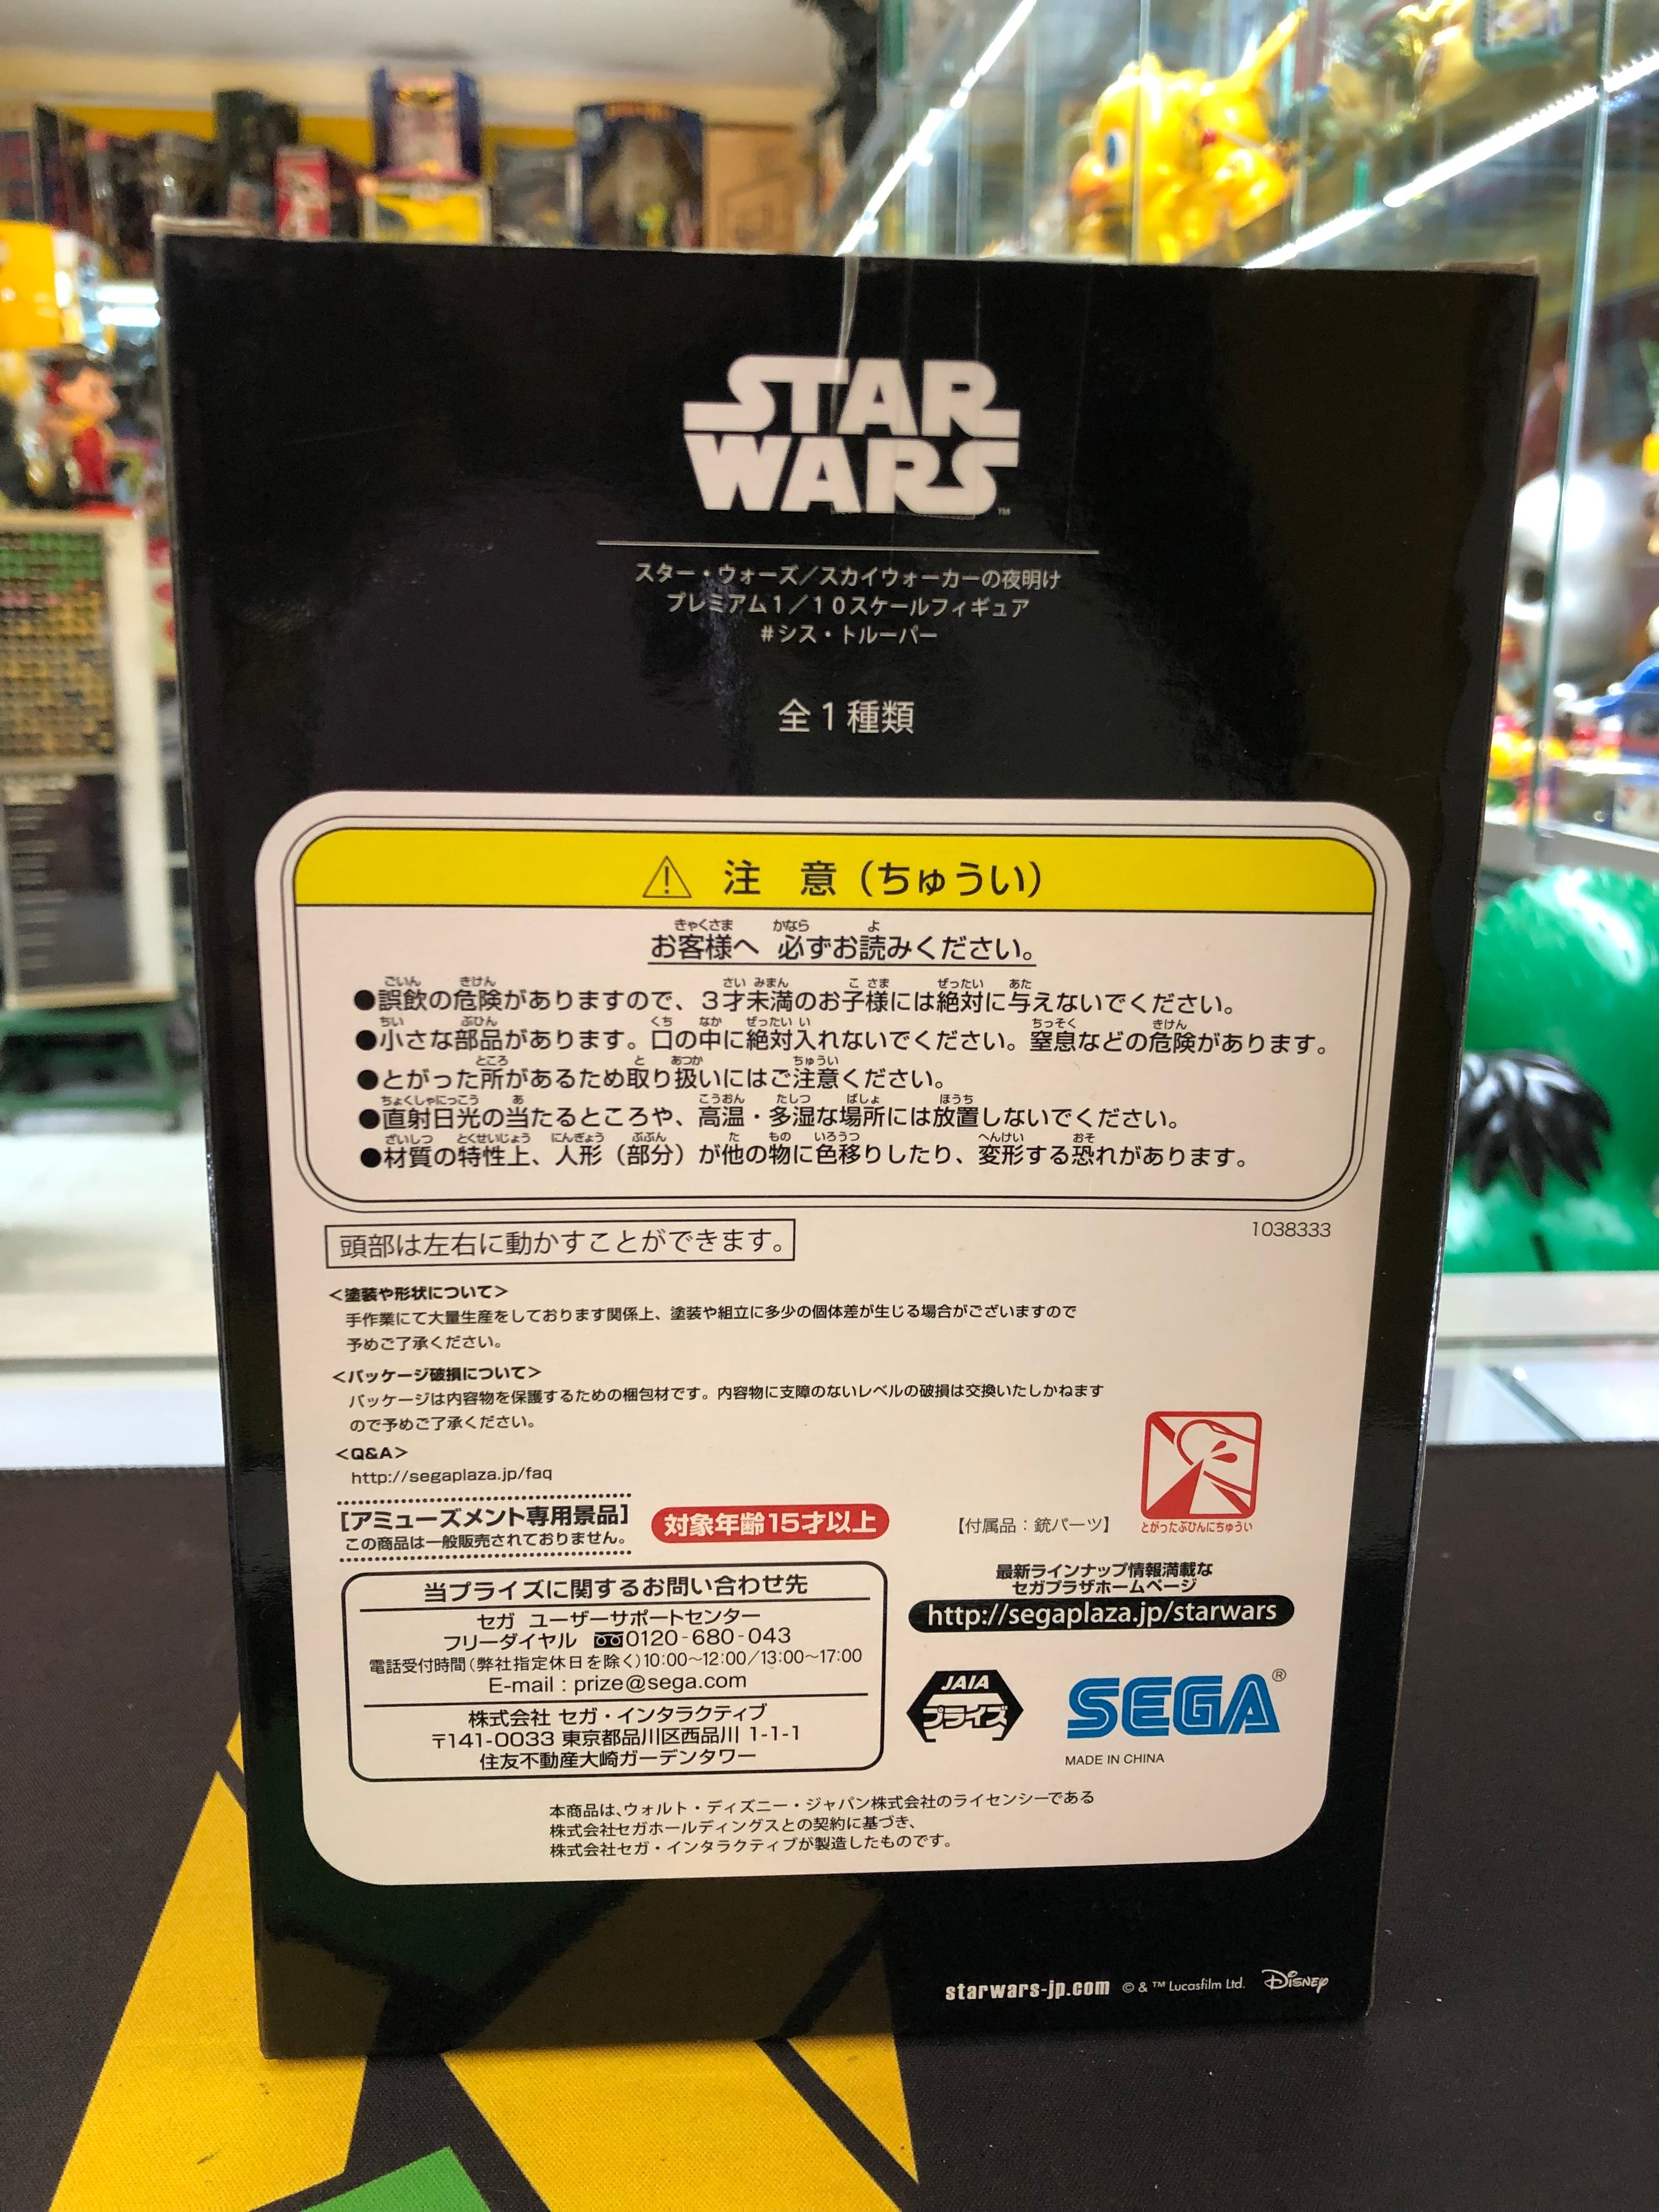 STAR
WARS™
スター・ウォーズ／スカイウォーカーの夜明け
プレミアム１／１０スケールフィギュア
#シス・トルーパー
全１種類
⚠ 注 意（ちゅうい）
お客様へ 必ずお読みください。
●誤飲の危険がありますので、３才未満のお子様には絶対に与えないでください。
●小さな部品があります。口の中に絶対入れないでください。窒息などの危険があります。
●とがった所があるため取り扱いにはご注意ください。
●直射日光の当たるところや、高温・多湿な場所には放置しないでください。
●材質の特性上、人形（部分）が他の物に色移りしたり、変形する恐れがあります。
頭部は左右に動かすことができます。
1038333
＜塗装や形状について＞
手作業にて大量生産をしております関係上、塗装や組立に多少の個体差が生じる場合がございますので
予めご了承ください。
＜パッケージ破損について＞
パッケージは内容物を保護するための梱包材です。内容物に支障のないレベルの破損は交換いたしかねます
ので予めご了承ください。
＜Q&A＞
http://segaplaza.jp/faq
[アミューズメント専用景品]
この商品は一般販売されておりません。
対象年齢15才以上
【付属品：銃パーツ】
とがったぶひんにちゅうい
当プライズに関するお問い合わせ先
セガ ユーザーサポートセンター
フリーダイヤル 0120-680-043
電話受付時間（弊社指定休日を除く）10:00～12:00／13:00～17:00
E-mail : prize@sega.com
株式会社 セガ・インタラクティブ
〒141-0033 東京都品川区西品川 1-1-1
住友不動産大崎ガーデンタワー
最新ラインナップ情報満載な
セガプラザホームページ
http://segaplaza.jp/starwars
JAIA
プライズ
SEGA®
MADE IN CHINA
本商品は、ウォルト・ディズニー・ジャパン株式会社のライセンシーである
株式会社セガホールディングスとの契約に基づき、
株式会社セガ・インタラクティブが製造したものです。
starwars-jp.com © & ™ Lucasfilm Ltd. Disney